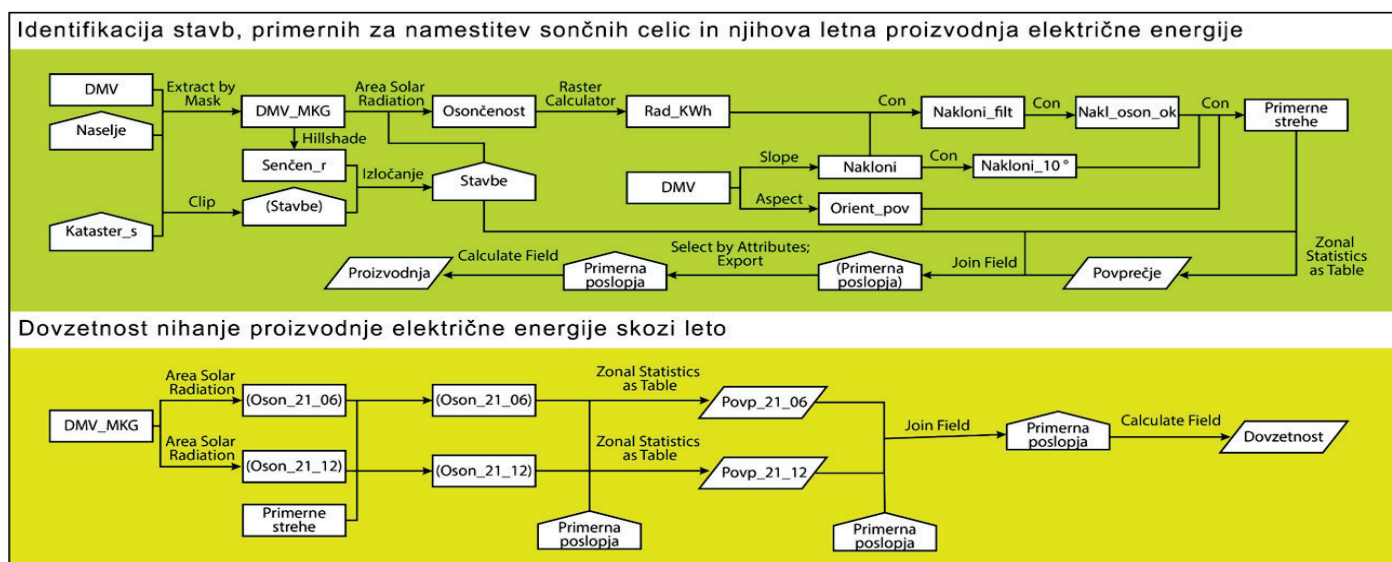 Identifikacija stavb, primernih za namestitev sončnih celic in njihova letna proizvodnja električne energije
DMV
Extract by
Mask
DMV_MKG
Area Solar
Radiation
Osončenost
Raster
Calculator
Rad_KWh
Con
Nakloni_filt
Con
Nakl_oson_ok
Con
Primerne
strehe
Naselje
Hillshade
Senčen_r
Izločanje
Stavbe
Slope
Nakloni
Con
Nakloni_10°
DMV
Clip
(Stavbe)
Aspect
Orient_pov
Kataster_s
Proizvodnja
Calculate Field
Primerna
poslopja
Select by Attributes;
Export
(Primerna
poslopja)
Join Field
Povprečje
Zonal
Statistics
as Table
Dovzetnost nihanje proizvodnje električne energije skozi leto
DMV_MKG
Area Solar
Radiation
(Oson_21_06)
(Oson_21_06)
Zonal Statistics
as Table
Povp_21_06
Join Field
Primerna
poslopja
Calculate Field
Dovzetnost
Area Solar
Radiation
(Oson_21_12)
(Oson_21_12)
Zonal Statistics
as Table
Povp_21_12
Primerne
strehe
Primerna
poslopja
Primerna
poslopja